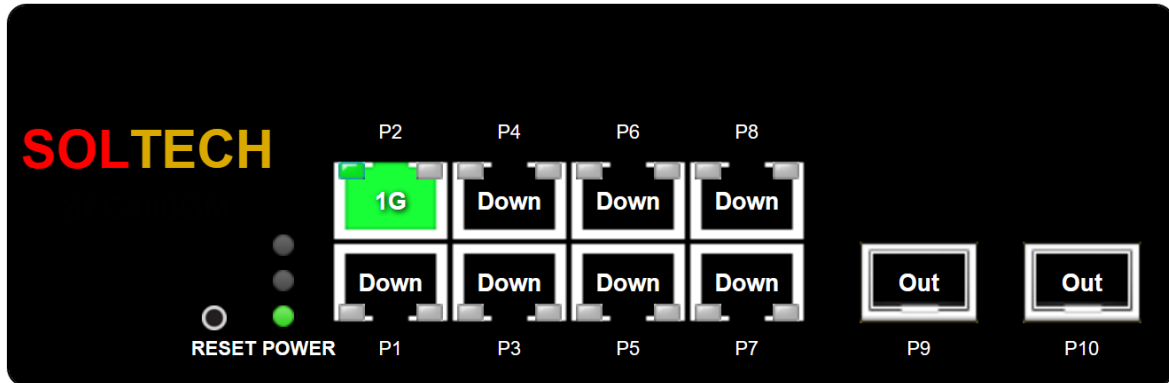 P2 P4 P6 P8
SOLTECH
1G Down Down Down
Down Down Down Down Out Out
RESET POWER P1 P3 P5 P7 P9 P10